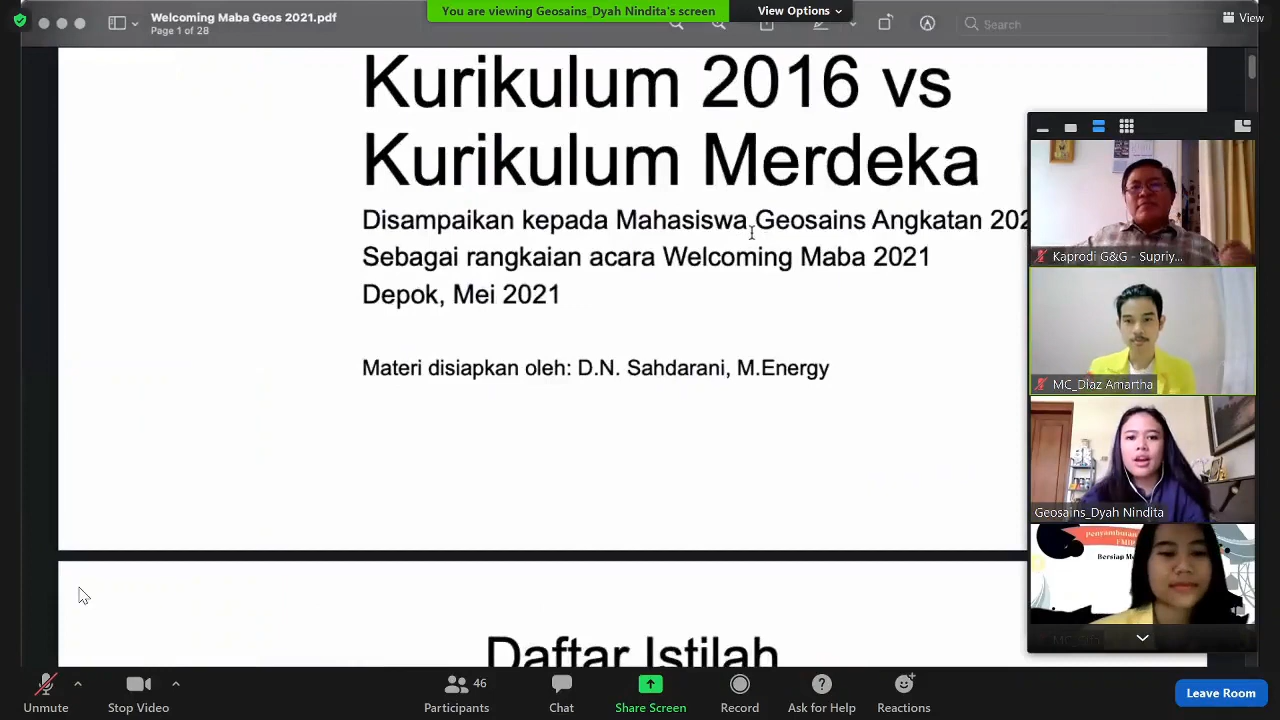 Welcoming Maba Geos 2021.pdf
Page 1 of 28
You are viewing Geosains_Dyah Nindita's screen
View Options
Search
View
Kurikulum 2016 vs
Kurikulum Merdeka
Disampaikan kepada Mahasiswa Geosains Angkatan 202
Sebagai rangkaian acara Welcoming Maba 2021
Depok, Mei 2021
Materi disiapkan oleh: D.N. Sahdarani, M.Energy
Daftar Istilah
Kaprodi G&G - Supriy...
MC_Diaz Amartha
Geosains_Dyah Nindita
Bersiap
Unmute
Stop Video
46
Participants
Chat
Share Screen
Record
Ask for Help
Reactions
Leave Room